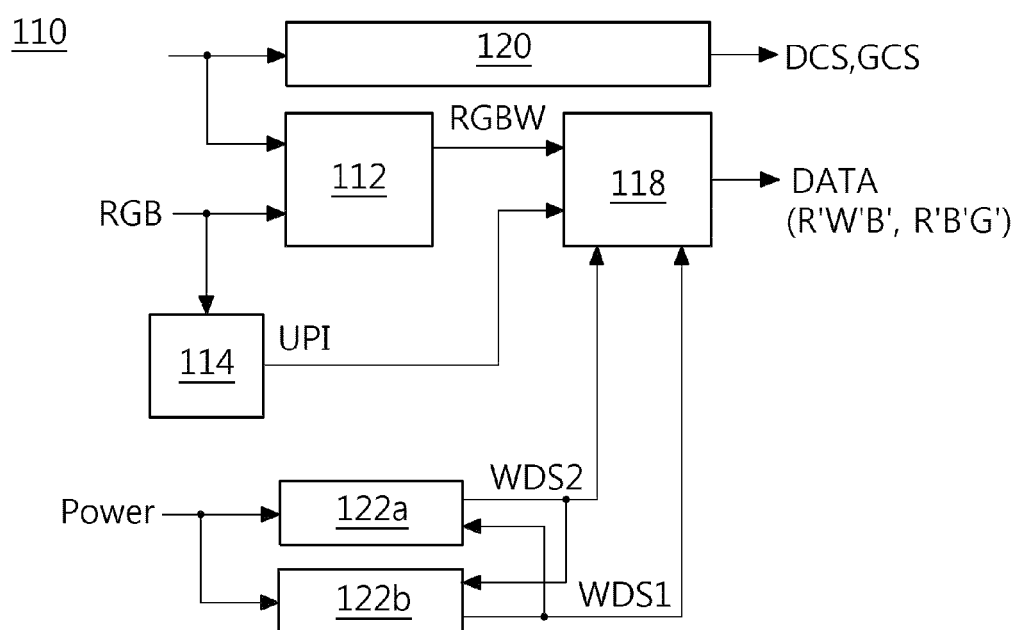 110
120
DCS,GCS
RGBW
112
118
DATA
(R'W'B', R'B'G')
RGB
UPI
114
WDS2
Power
122a
WDS1
122b